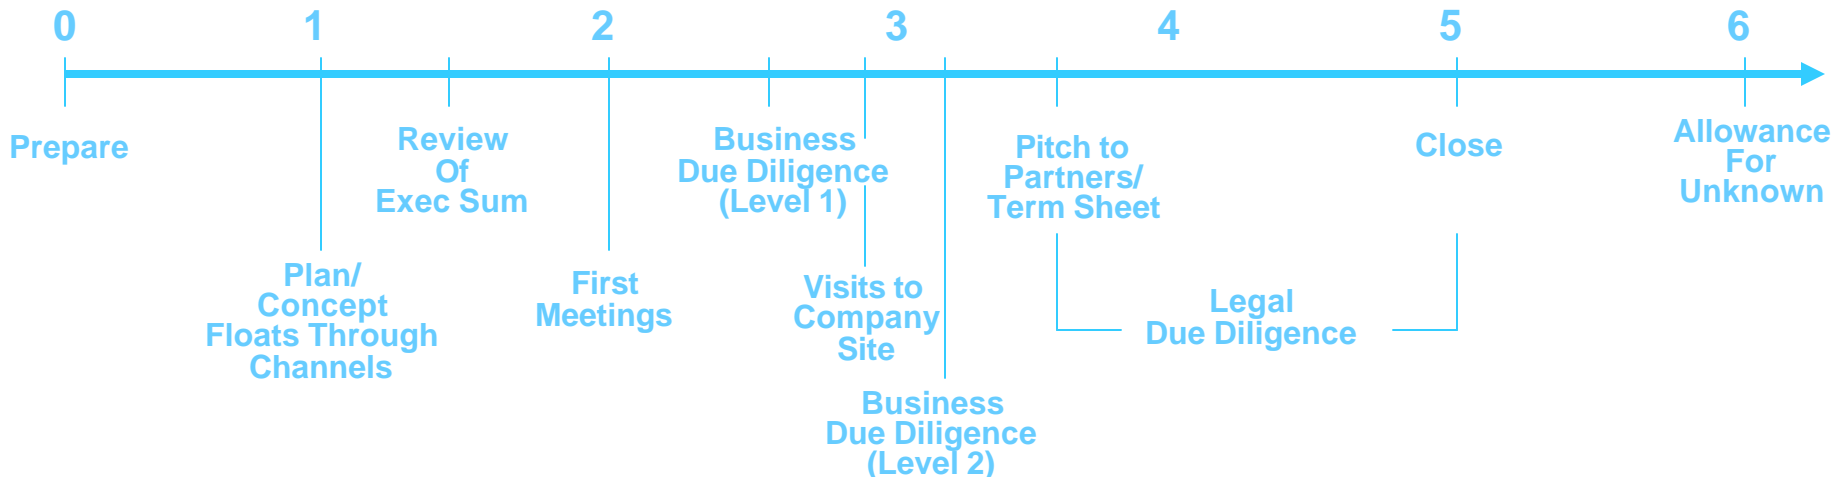 0 1 2 3 4 5 6
Prepare
Plan/
Concept
Floats Through
Channels
Review
Of
Exec Sum
First
Meetings
Business
Due Diligence
(Level 1)
Visits to
Company
Site
Business
Due Diligence
(Level 2)
Pitch to
Partners/
Term Sheet
Legal
Due Diligence
Close
Allowance
For
Unknown